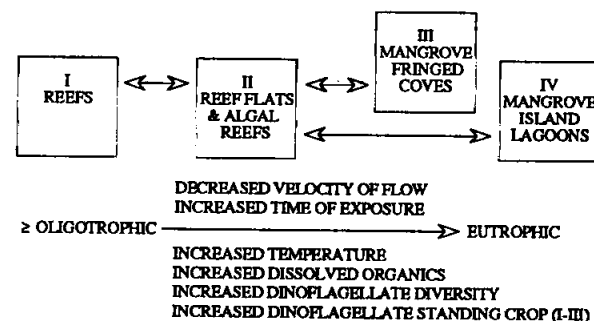 I
REEFS
II
REEF FLATS
& ALGAL
REEFS
III
MANGROVE
FRINGED
COVES
IV
MANGROVE
ISLAND
LAGOONS
DECREASED VELOCITY OF FLOW
INCREASED TIME OF EXPOSURE
≥ OLIGOTROPHIC
EUTROPHIC
INCREASED TEMPERATURE
INCREASED DISSOLVED ORGANICS
INCREASED DINOFLAGELLATE DIVERSITY
INCREASED DINOFLAGELLATE STANDING CROP (I-III)